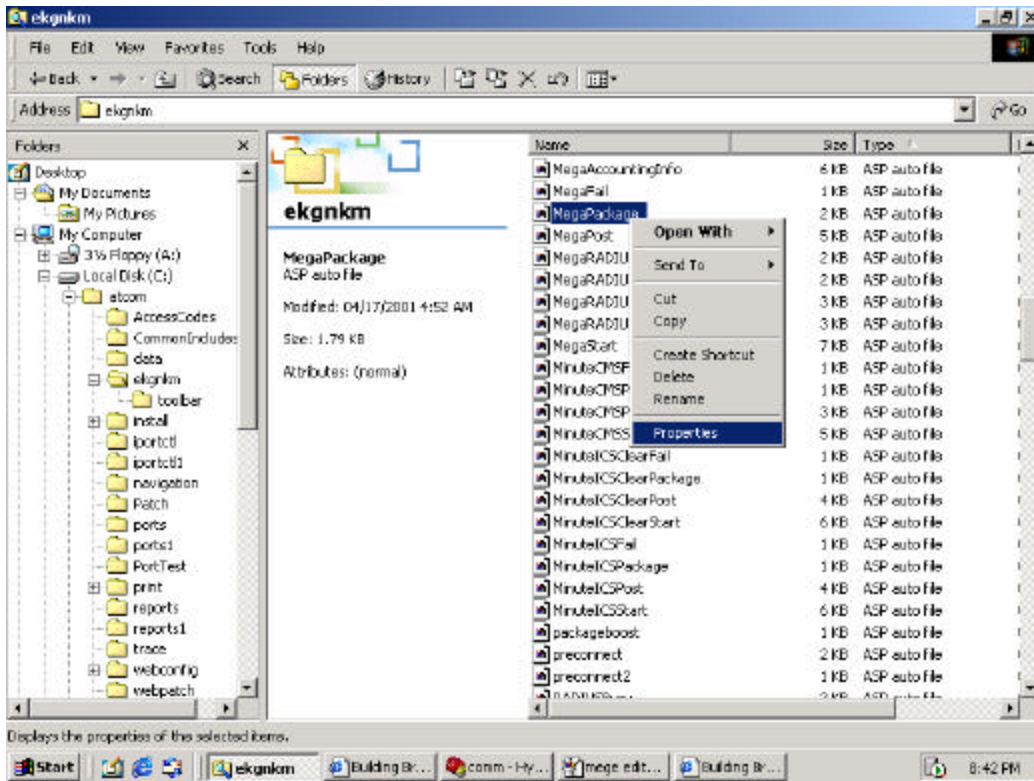 ekgnkm
File Edit View Favorites Tools Help
Back Search Folders History
Address ekgnkm Go
Folders
Desktop
My Documents
My Pictures
My Computer
3½ Floppy (A:)
Local Disk (C:)
atcom
AccessCodes
CommonIncludes
data
ekgnkm
toolbar
install
iportctl
iportctl1
navigation
Patch
ports
ports1
PortTest
print
reports
reports1
trace
webconfig
webpatch
ekgnkm
MegaPackage
ASP auto file
Modified: 04/17/2001 4:52 AM
Size: 1.79 KB
Attributes: (normal)
Name Size Type
MegaAccountingInfo 6 KB ASP auto file
MegaFail 1 KB ASP auto file
MegaPackage 2 KB ASP auto file
MegaPost 5 KB ASP auto file
MegaRADIU 2 KB ASP auto file
MegaRADIU 2 KB ASP auto file
MegaRADIU 3 KB ASP auto file
MegaRADIU 3 KB ASP auto file
MegaStart 7 KB ASP auto file
MinuteCMSF 1 KB ASP auto file
MinuteCMSP 1 KB ASP auto file
MinuteCMSP 3 KB ASP auto file
MinuteCMSS 5 KB ASP auto file
MinuteICSClearFail 1 KB ASP auto file
MinuteICSClearPackage 1 KB ASP auto file
MinuteICSClearPost 4 KB ASP auto file
MinuteICSClearStart 6 KB ASP auto file
MinuteICSFail 1 KB ASP auto file
MinuteICSPackage 1 KB ASP auto file
MinuteICSPost 4 KB ASP auto file
MinuteICSStart 6 KB ASP auto file
packageboost 1 KB ASP auto file
preconnect 2 KB ASP auto file
preconnect2 1 KB ASP auto file
Open With
Send To
Cut
Copy
Create Shortcut
Delete
Rename
Properties
Displays the properties of the selected items.
Start ekgnkm Building Br... comm - Hy... mege edit... Building Br... 8:42 PM